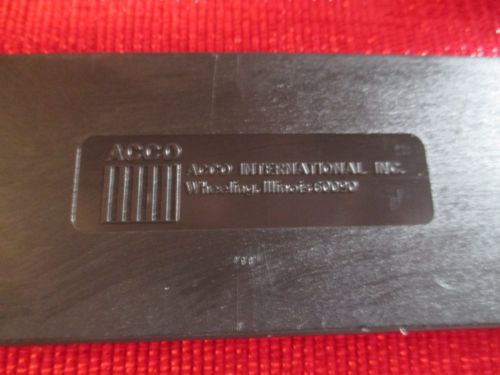 ACCO
ACCO INTERNATIONAL INC.
Wheeling, Illinois 60090